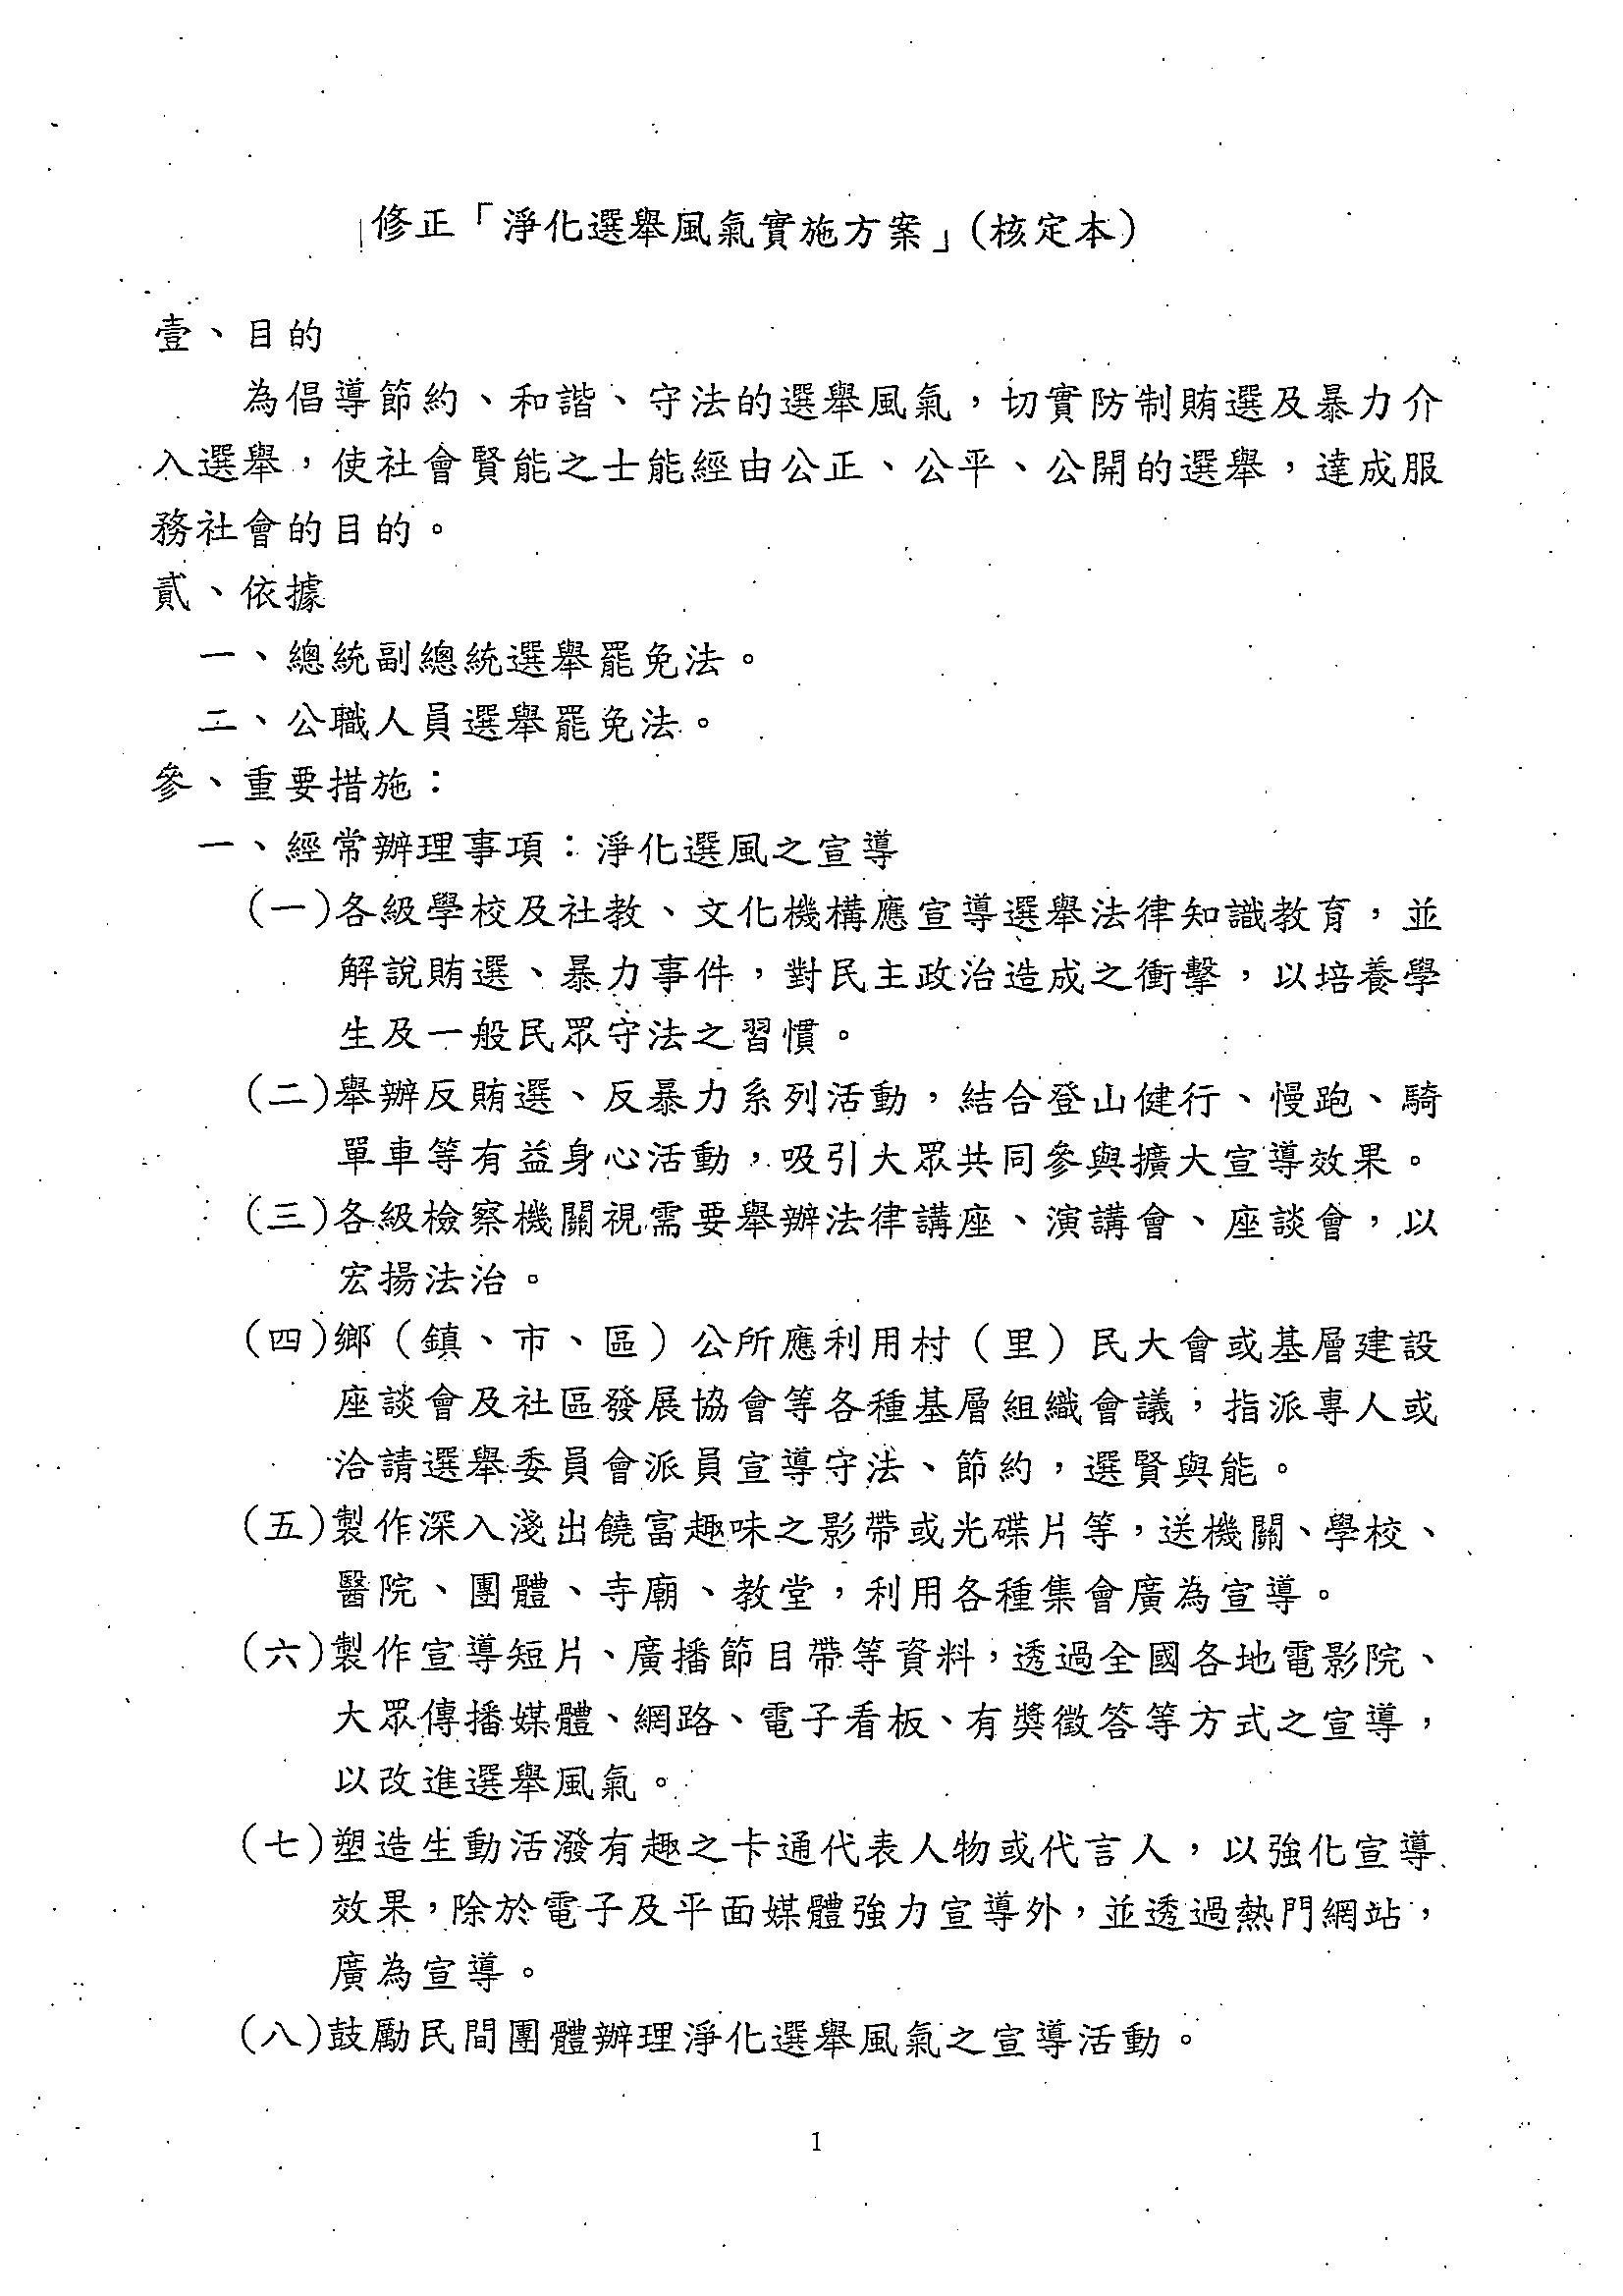 修正「淨化選舉風氣實施方案」(核定本)
壹、目的
為倡導節約、和諧、守法的選舉風氣，切實防制賄選及暴力介
入選舉，使社會賢能之士能經由公正、公平、公開的選舉，達成服
務社會的目的。
貳、依據
一、總統副總統選舉罷免法。
二、公職人員選舉罷免法。
參、重要措施：
一、經常辦理事項：淨化選風之宣導
(一)各級學校及社教、文化機構應宣導選舉法律知識教育，並
解說賄選、暴力事件，對民主政治造成之衝擊，以培養學
生及一般民眾守法之習慣。
(二)舉辦反賄選、反暴力系列活動，結合登山健行、慢跑、騎
單車等有益身心活動，吸引大眾共同參與擴大宣導效果。
(三)各級檢察機關視需要舉辦法律講座、演講會、座談會，以
宏揚法治。
(四)鄉（鎮、市、區）公所應利用村（里）民大會或基層建設
座談會及社區發展協會等各種基層組織會議，指派專人或
洽請選舉委員會派員宣導守法、節約，選賢與能。
(五)製作深入淺出饒富趣味之影帶或光碟片等，送機關、學校、
醫院、團體、寺廟、教堂，利用各種集會廣為宣導。
(六)製作宣導短片、廣播節目帶等資料，透過全國各地電影院、
大眾傳播媒體、網路、電子看板、有獎徵答等方式之宣導，
以改進選舉風氣。
(七)塑造生動活潑有趣之卡通代表人物或代言人，以強化宣導
效果，除於電子及平面媒體強力宣導外，並透過熱門網站，
廣為宣導。
(八)鼓勵民間團體辦理淨化選舉風氣之宣導活動。
1